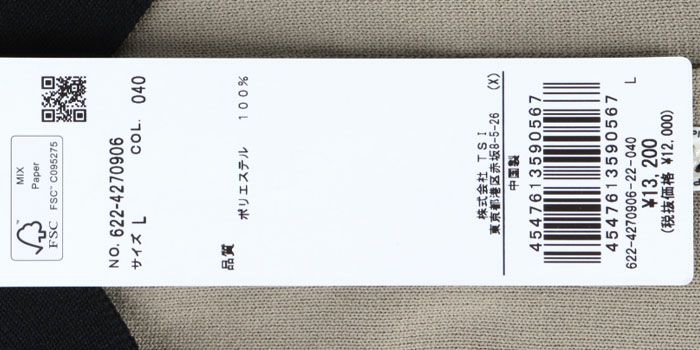 MIX
Paper
FSC™ C095275
FSC
NO. 622-4270906
サイズ L COL. 040
品質
ポリエステル 100%
株式会社 TSI (X)
東京都港区赤坂8-5-26
中国製
4547613590567
4547613590567
622-4270906-22-040 L
¥13,200
(税抜価格 ¥12,000)